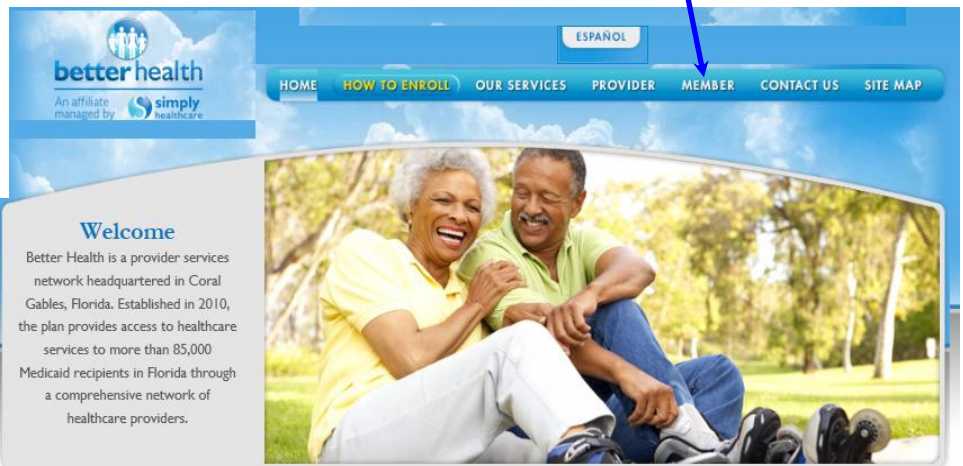 ESPAÑOL
betterhealth
An affiliate
managed by
simply
healthcare
HOME HOW TO ENROLL OUR SERVICES PROVIDER MEMBER CONTACT US SITE MAP
Welcome
Better Health is a provider services
network headquartered in Coral
Gables, Florida. Established in 2010,
the plan provides access to healthcare
services to more than 85,000
Medicaid recipients in Florida through
a comprehensive network of
healthcare providers.